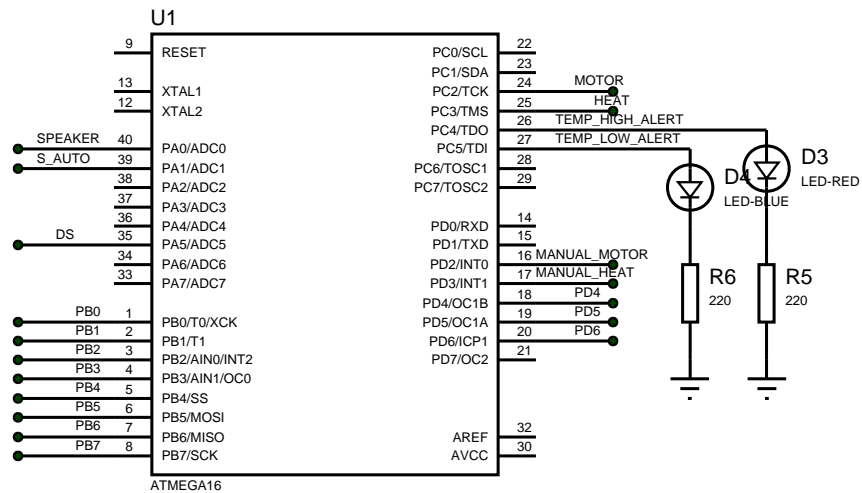 U1
9 RESET
13 XTAL1
12 XTAL2
SPEAKER 40 PA0/ADC0
S_AUTO 39 PA1/ADC1
38 PA2/ADC2
37 PA3/ADC3
36 PA4/ADC4
DS 35 PA5/ADC5
34 PA6/ADC6
33 PA7/ADC7
PB0 1 PB0/T0/XCK
PB1 2 PB1/T1
PB2 3 PB2/AIN0/INT2
PB3 4 PB3/AIN1/OC0
PB4 5 PB4/SS
PB5 6 PB5/MOSI
PB6 7 PB6/MISO
PB7 8 PB7/SCK
PC0/SCL 22
PC1/SDA 23
PC2/TCK 24 MOTOR
PC3/TMS 25 HEAT
PC4/TDO 26 TEMP_HIGH_ALERT
PC5/TDI 27 TEMP_LOW_ALERT
PC6/TOSC1 28
PC7/TOSC2 29
PD0/RXD 14
PD1/TXD 15
PD2/INT0 16 MANUAL_MOTOR
PD3/INT1 17 MANUAL_HEAT
PD4/OC1B 18 PD4
PD5/OC1A 19 PD5
PD6/ICP1 20 PD6
PD7/OC2 21
AREF 32
AVCC 30
ATMEGA16
D4
LED-BLUE
D3
LED-RED
R6
220
R5
220